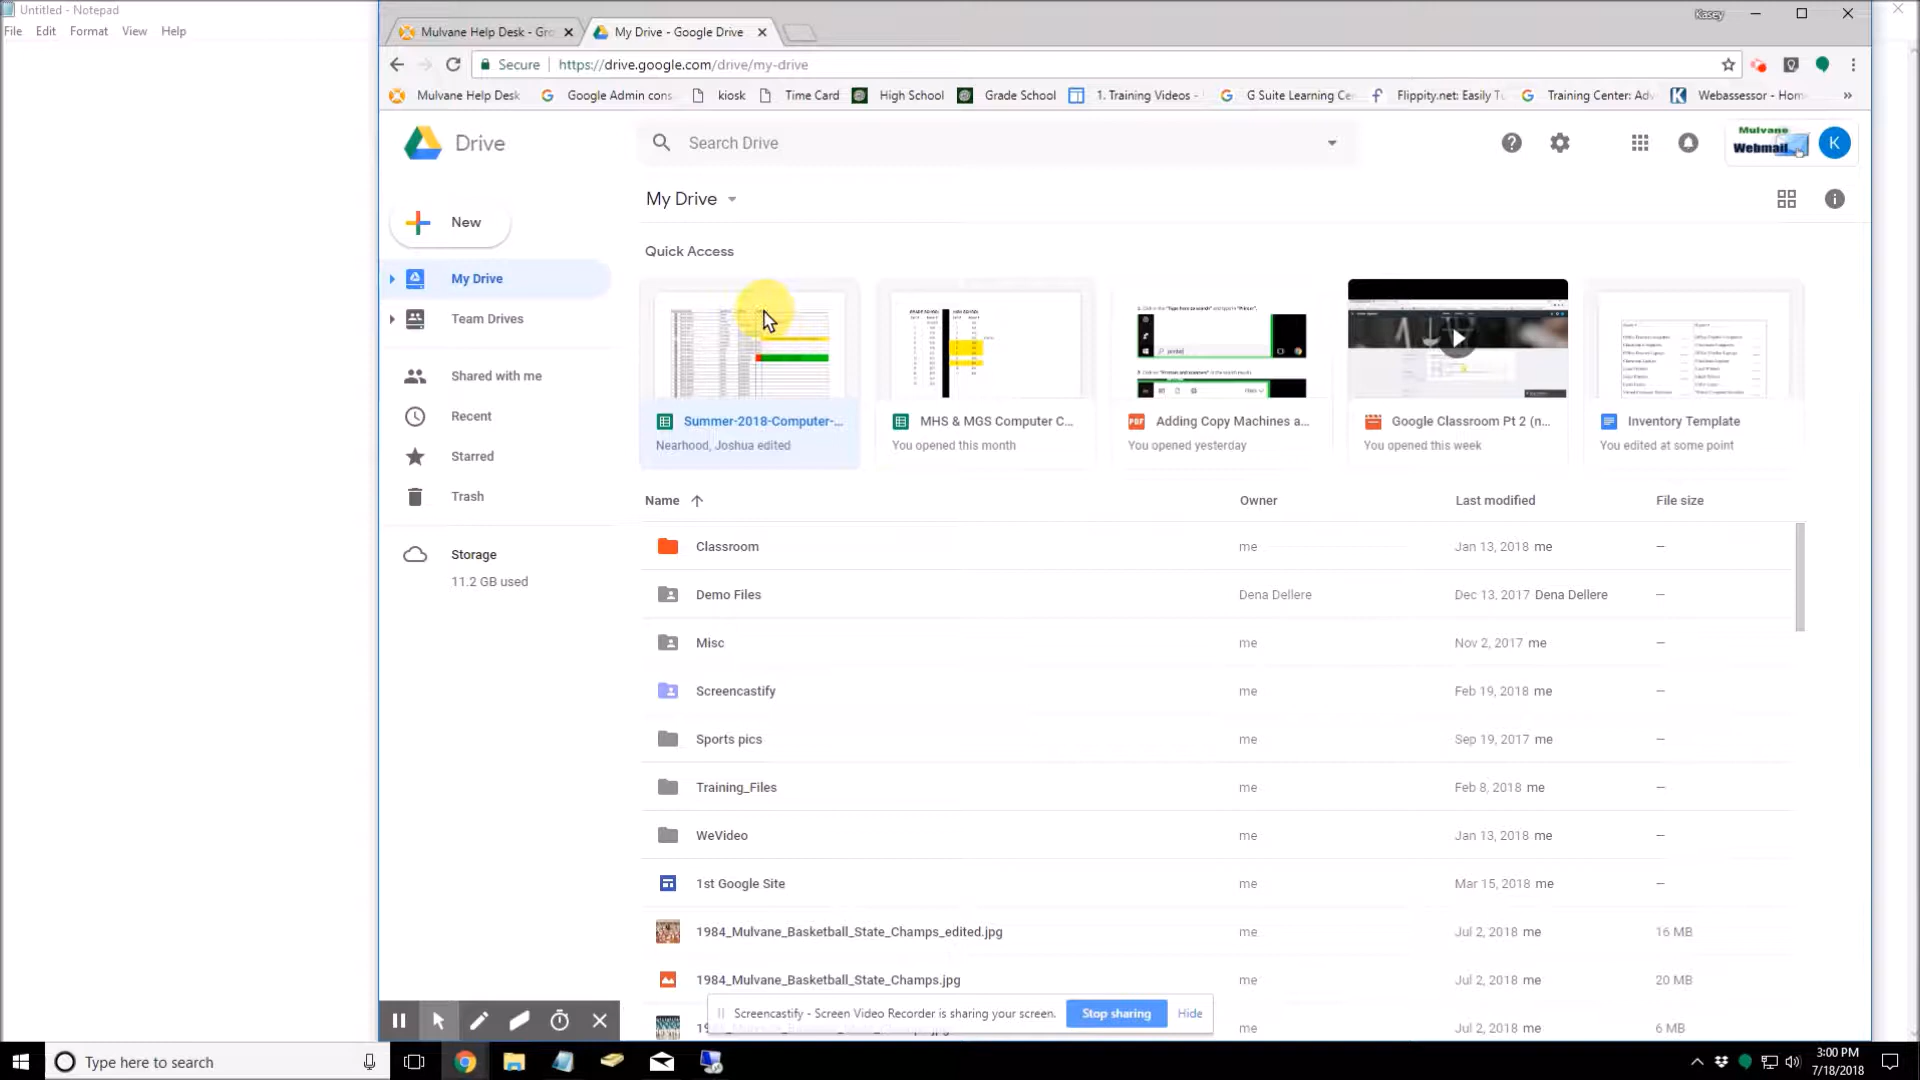 Untitled - Notepad
File Edit Format View Help
Mulvane Help Desk - Gro
My Drive - Google Drive
Kasey
Secure https://drive.google.com/drive/my-drive
Mulvane Help Desk
Google Admin cons
kiosk
Time Card
High School
Grade School
1. Training Videos -
G Suite Learning Ce
Flippity.net: Easily Tu
Training Center: Adv
Webassessor - Hom
Drive
Search Drive
Mulvane
Webmail
K
New
My Drive
Quick Access
My Drive
Team Drives
Shared with me
Recent
Starred
Trash
Storage
11.2 GB used
Summer-2018-Computer-...
Nearhood, Joshua edited
MHS & MGS Computer C...
You opened this month
PDF
Adding Copy Machines a...
You opened yesterday
Google Classroom Pt 2 (n...
You opened this week
Inventory Template
You edited at some point
Name Owner Last modified File size
Classroom me Jan 13, 2018 me –
Demo Files Dena Dellere Dec 13, 2017 Dena Dellere –
Misc me Nov 2, 2017 me –
Screencastify me Feb 19, 2018 me –
Sports pics me Sep 19, 2017 me –
Training_Files me Feb 8, 2018 me –
WeVideo me Jan 13, 2018 me –
1st Google Site me Mar 15, 2018 me –
1984_Mulvane_Basketball_State_Champs_edited.jpg me Jul 2, 2018 me 16 MB
1984_Mulvane_Basketball_State_Champs.jpg me Jul 2, 2018 me 20 MB
me Jul 2, 2018 me 6 MB
Screencastify - Screen Video Recorder is sharing your screen. Stop sharing Hide
Type here to search
3:00 PM
7/18/2018